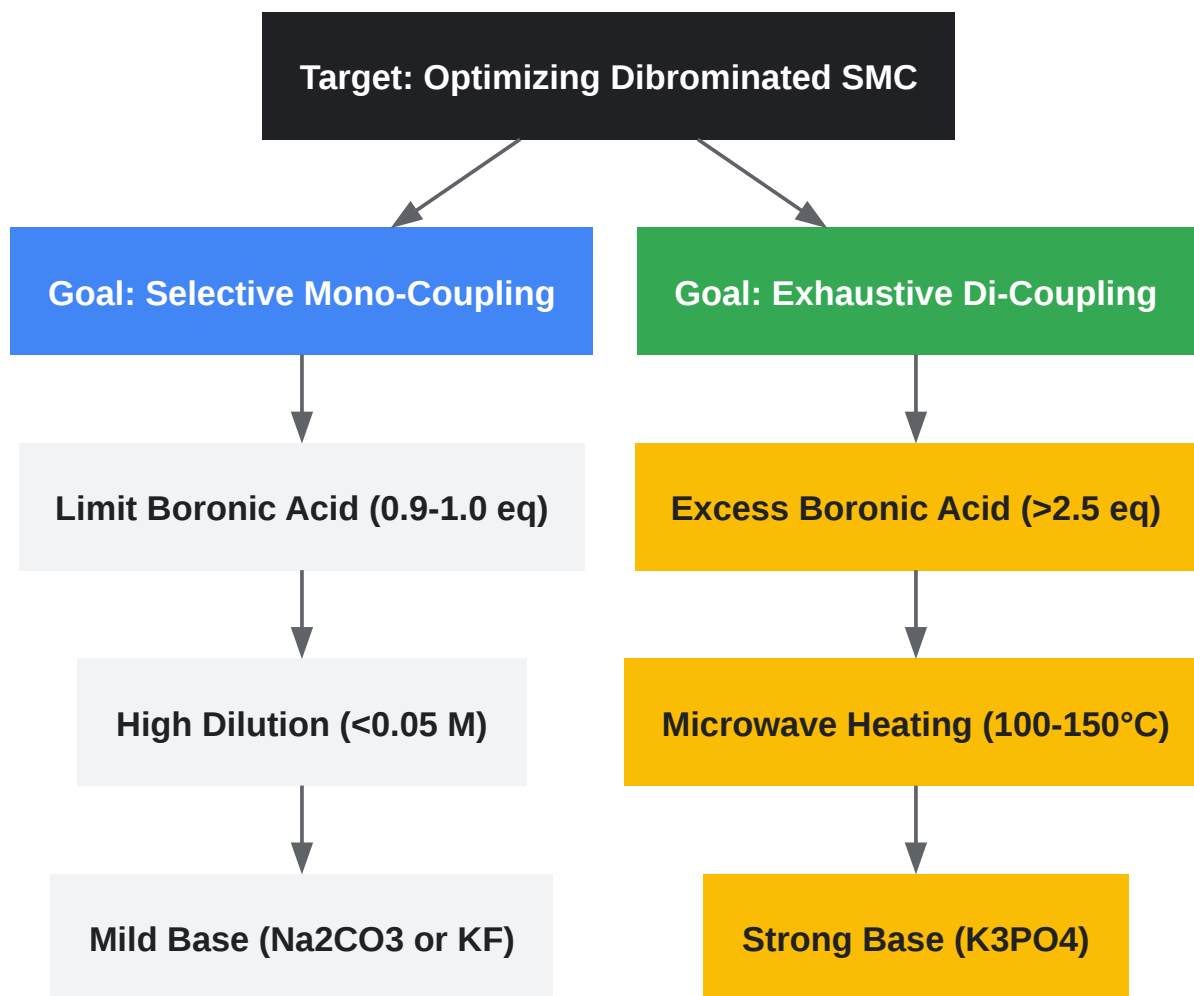 Target: Optimizing Dibrominated SMC
Goal: Selective Mono-Coupling
Goal: Exhaustive Di-Coupling
Limit Boronic Acid (0.9-1.0 eq)
Excess Boronic Acid (>2.5 eq)
High Dilution (<0.05 M)
Microwave Heating (100-150°C)
Mild Base (Na2CO3 or KF)
Strong Base (K3PO4)